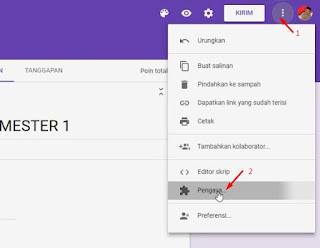 KIRIM
1
N
TANGGAPAN
Poin total
Urungkan
Buat salinan
Pindahkan ke sampah
Dapatkan link yang sudah terisi
Cetak
MESTER 1
Tambahkan kolaborator...
Editor skrip
2
Pengaya...
Preferensi...